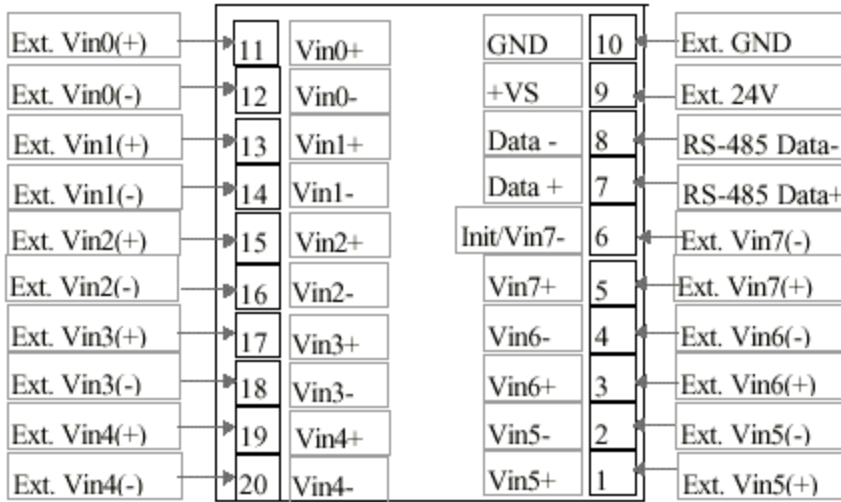 Ext. Vin0(+) 11 Vin0+ GND 10 Ext. GND
Ext. Vin0(-) 12 Vin0- +VS 9 Ext. 24V
Ext. Vin1(+) 13 Vin1+ Data - 8 RS-485 Data-
Ext. Vin1(-) 14 Vin1- Data + 7 RS-485 Data+
Ext. Vin2(+) 15 Vin2+ Init/Vin7- 6 Ext. Vin7(-)
Ext. Vin2(-) 16 Vin2- Vin7+ 5 Ext. Vin7(+)
Ext. Vin3(+) 17 Vin3+ Vin6- 4 Ext. Vin6(-)
Ext. Vin3(-) 18 Vin3- Vin6+ 3 Ext. Vin6(+)
Ext. Vin4(+) 19 Vin4+ Vin5- 2 Ext. Vin5(-)
Ext. Vin4(-) 20 Vin4- Vin5+ 1 Ext. Vin5(+)